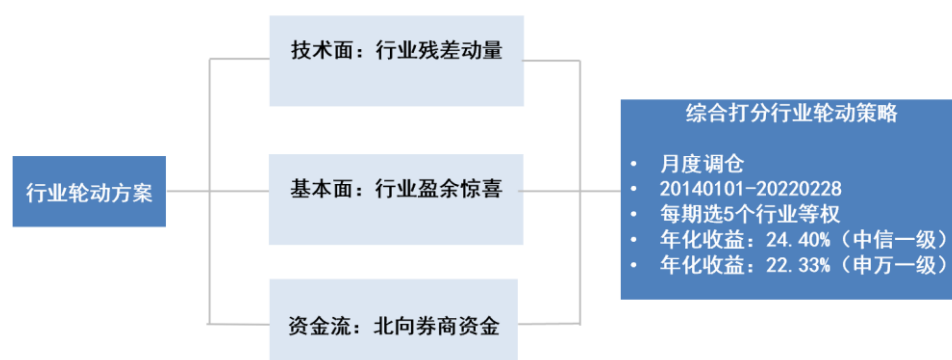 行业轮动方案
技术面：行业残差动量
基本面：行业盈余惊喜
资金流：北向券商资金
综合打分行业轮动策略
• 月度调仓
• 20140101-20220228
• 每期选5个行业等权
• 年化收益：24.40%（中信一级）
• 年化收益：22.33%（申万一级）